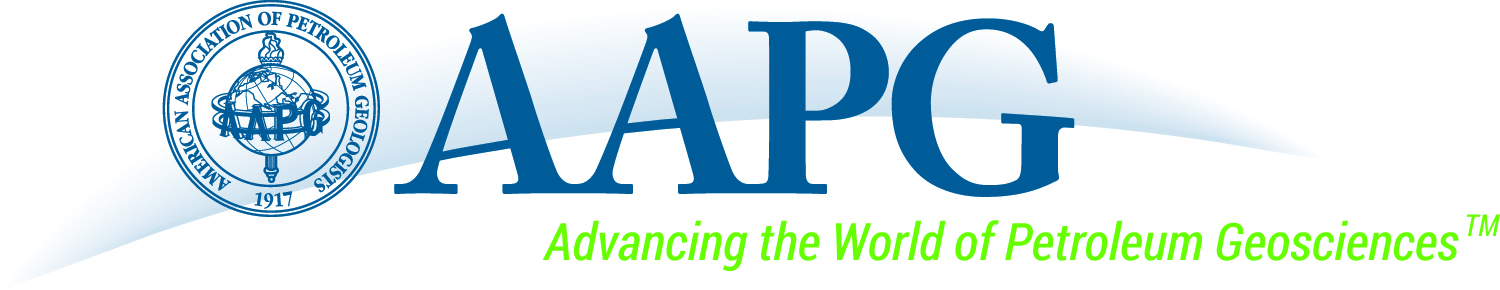 AMERICAN ASSOCIATION OF PETROLEUM GEOLOGISTS
AAPG
1917
AAPG
Advancing the World of Petroleum Geosciences™